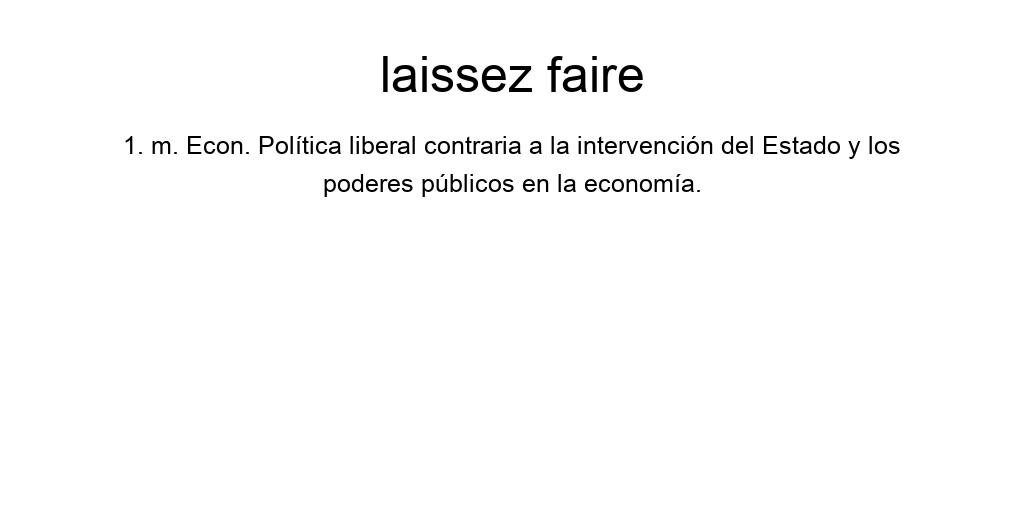 laissez faire
1. m. Econ. Política liberal contraria a la intervención del Estado y los
poderes públicos en la economía.